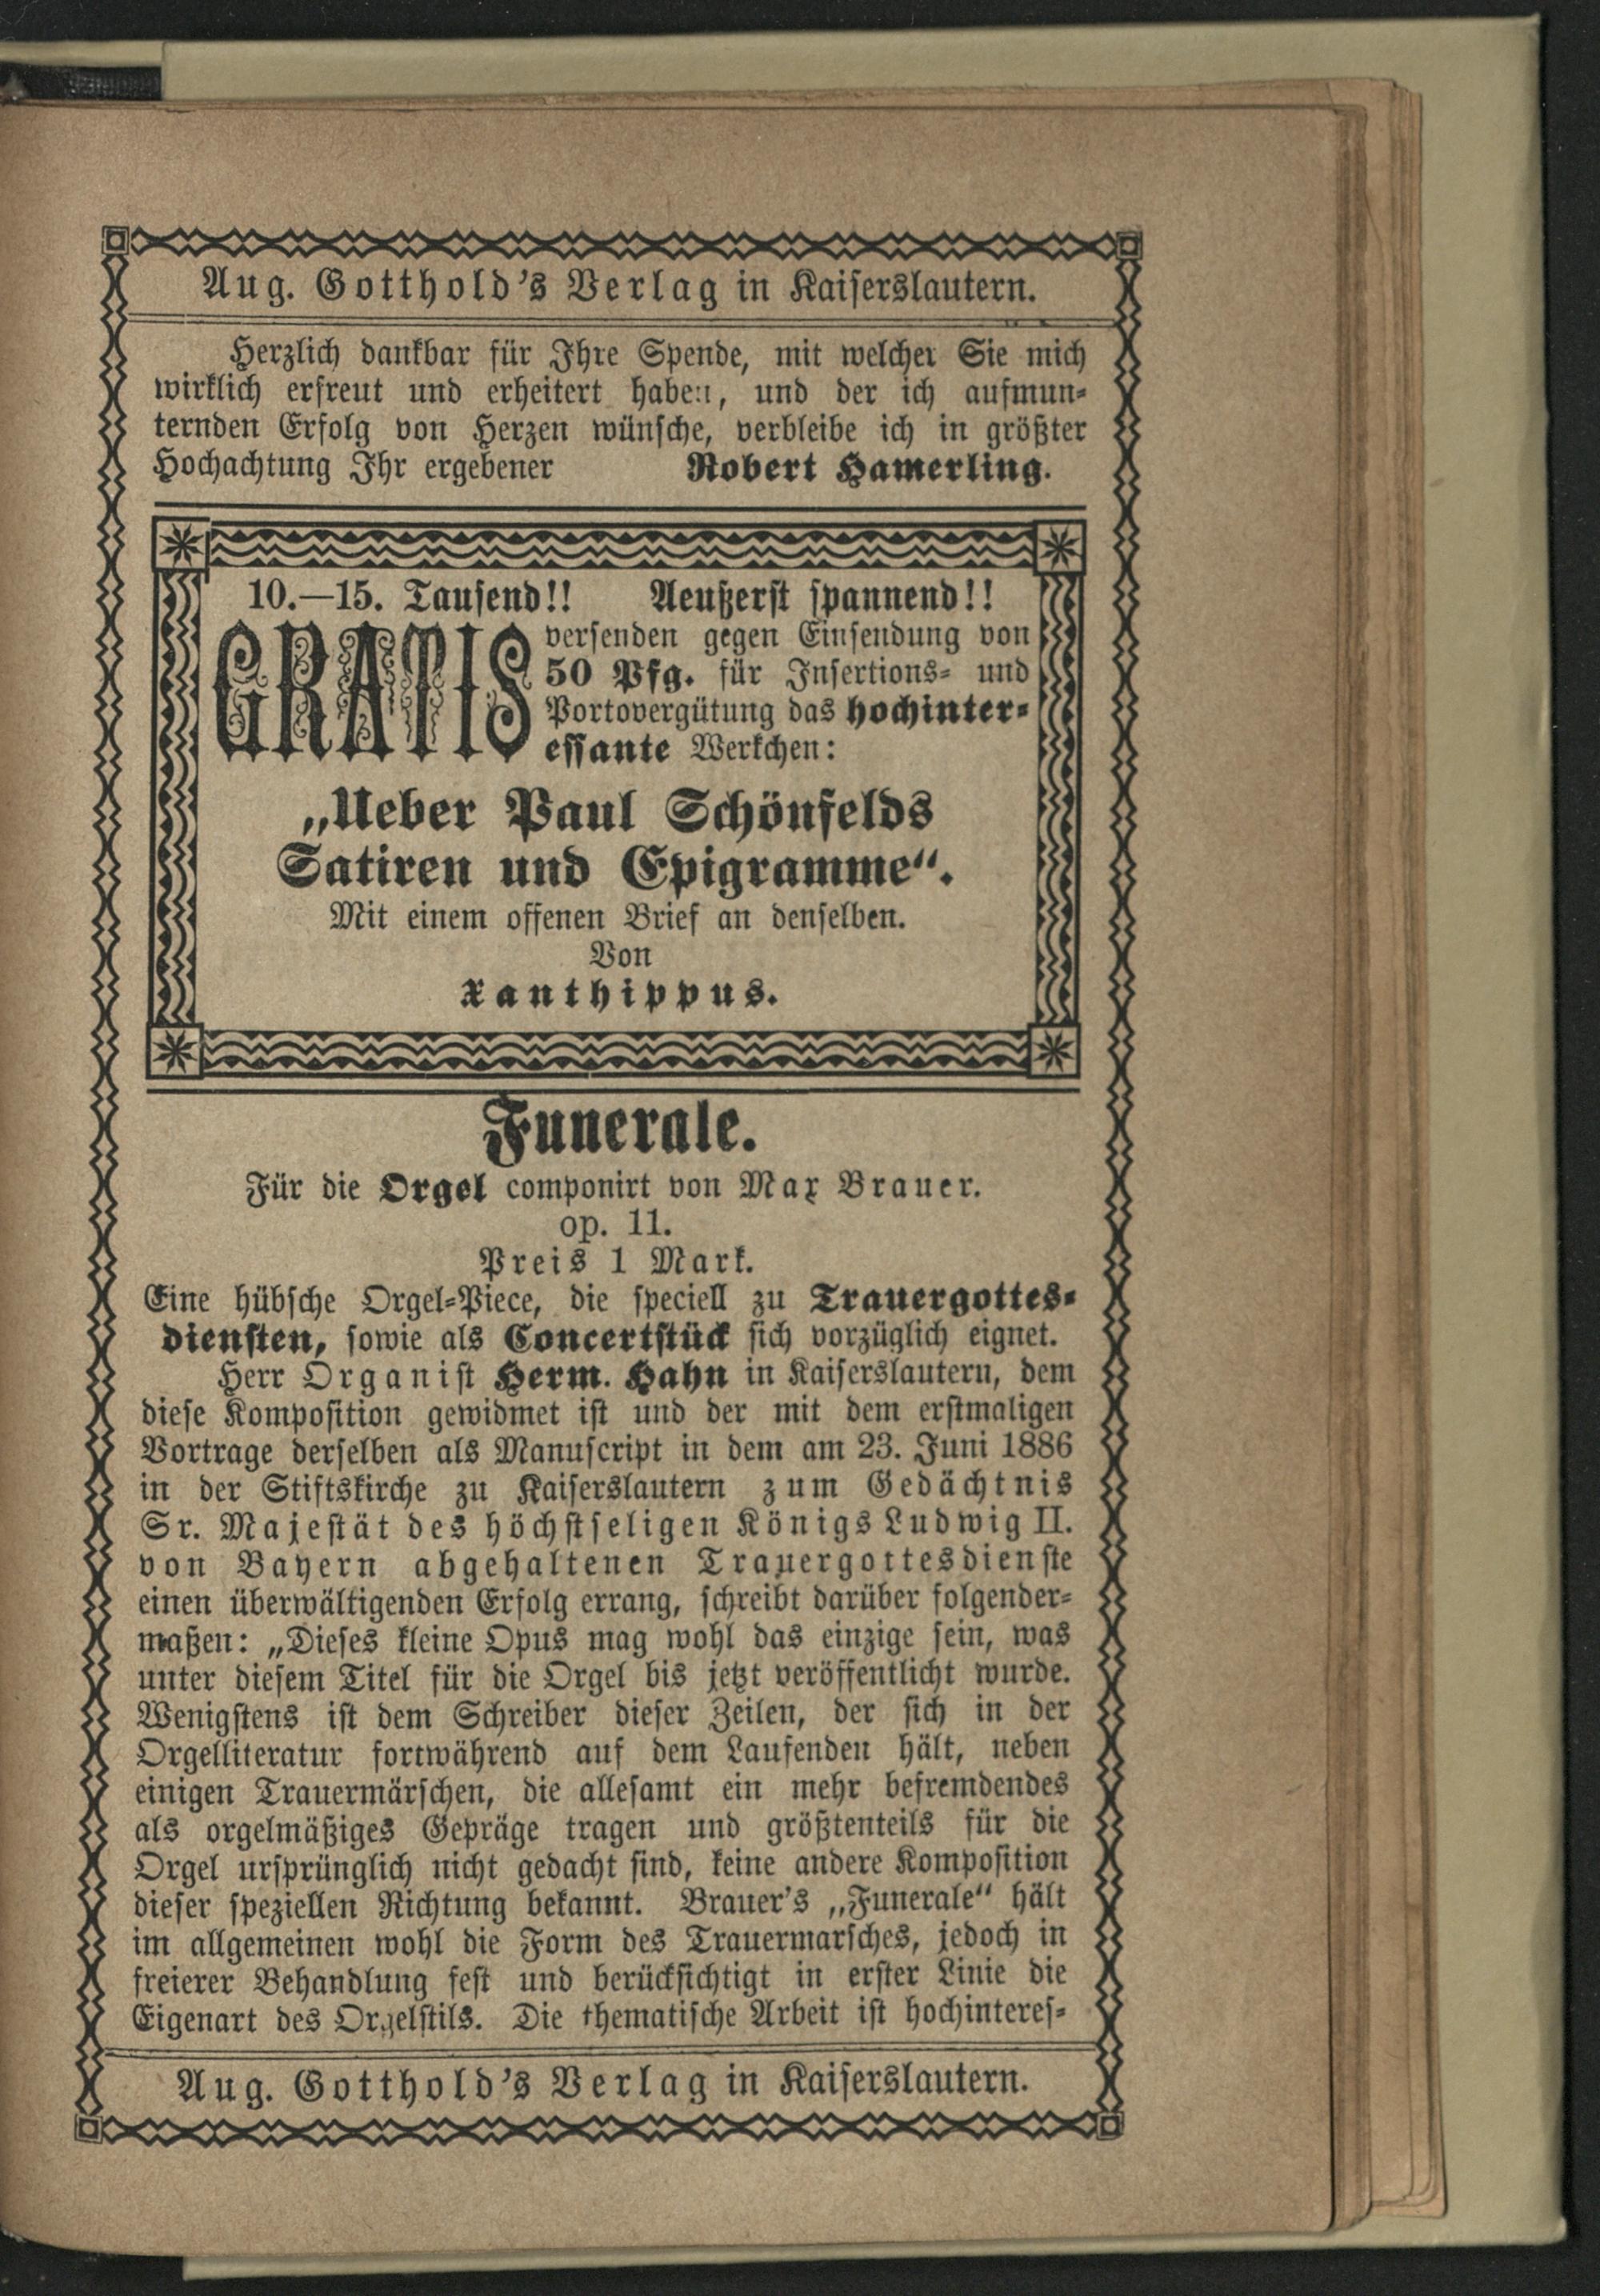 Aug. Gotthold's Verlag in Kaiserslautern.
Herzlich dankbar für Ihre Spende, mit welcher Sie mich
wirklich erfreut und erheitert haben, und der ich aufmun-
ternden Erfolg von Herzen wünsche, verbleibe ich in größter
Hochachtung Ihr ergebener Robert Hamerling.
10.—15. Tausend!! Aeußerst spannend!!
GRATIS versenden gegen Einsendung von
50 Pfg. für Insertions- und
Portovergütung das hochinter-
essante Werkchen:
„Ueber Paul Schönfelds
Satiren und Epigramme“.
Mit einem offenen Brief an denselben.
Von
Xanthippus.
Funerale.
Für die Orgel componirt von Max Brauer.
op. 11.
Preis 1 Mark.
Eine hübsche Orgel-Piece, die speciell zu Trauergottes-
diensten, sowie als Concertstück sich vorzüglich eignet.
Herr Organist Herm. Hahn in Kaiserslautern, dem
diese Komposition gewidmet ist und der mit dem erstmaligen
Vortrage derselben als Manuscript in dem am 23. Juni 1886
in der Stiftskirche zu Kaiserslautern zum Gedächtnis
Sr. Majestät des höchstseligen Königs Ludwig II.
von Bayern abgehaltenen Trauergottesdienste
einen überwältigenden Erfolg errang, schreibt darüber folgender-
maßen: „Dieses kleine Opus mag wohl das einzige sein, was
unter diesem Titel für die Orgel bis jetzt veröffentlicht wurde.
Wenigstens ist dem Schreiber dieser Zeilen, der sich in der
Orgelliteratur fortwährend auf dem Laufenden hält, neben
einigen Trauermärschen, die allesamt ein mehr befremdendes
als orgelmäßiges Gepräge tragen und größtenteils für die
Orgel ursprünglich nicht gedacht sind, keine andere Komposition
dieser speziellen Richtung bekannt. Brauer's „Funerale“ hält
im allgemeinen wohl die Form des Trauermarsches, jedoch in
freierer Behandlung fest und berücksichtigt in erster Linie die
Eigenart des Orgelstils. Die thematische Arbeit ist hochinteres-
Aug. Gotthold's Verlag in Kaiserslautern.